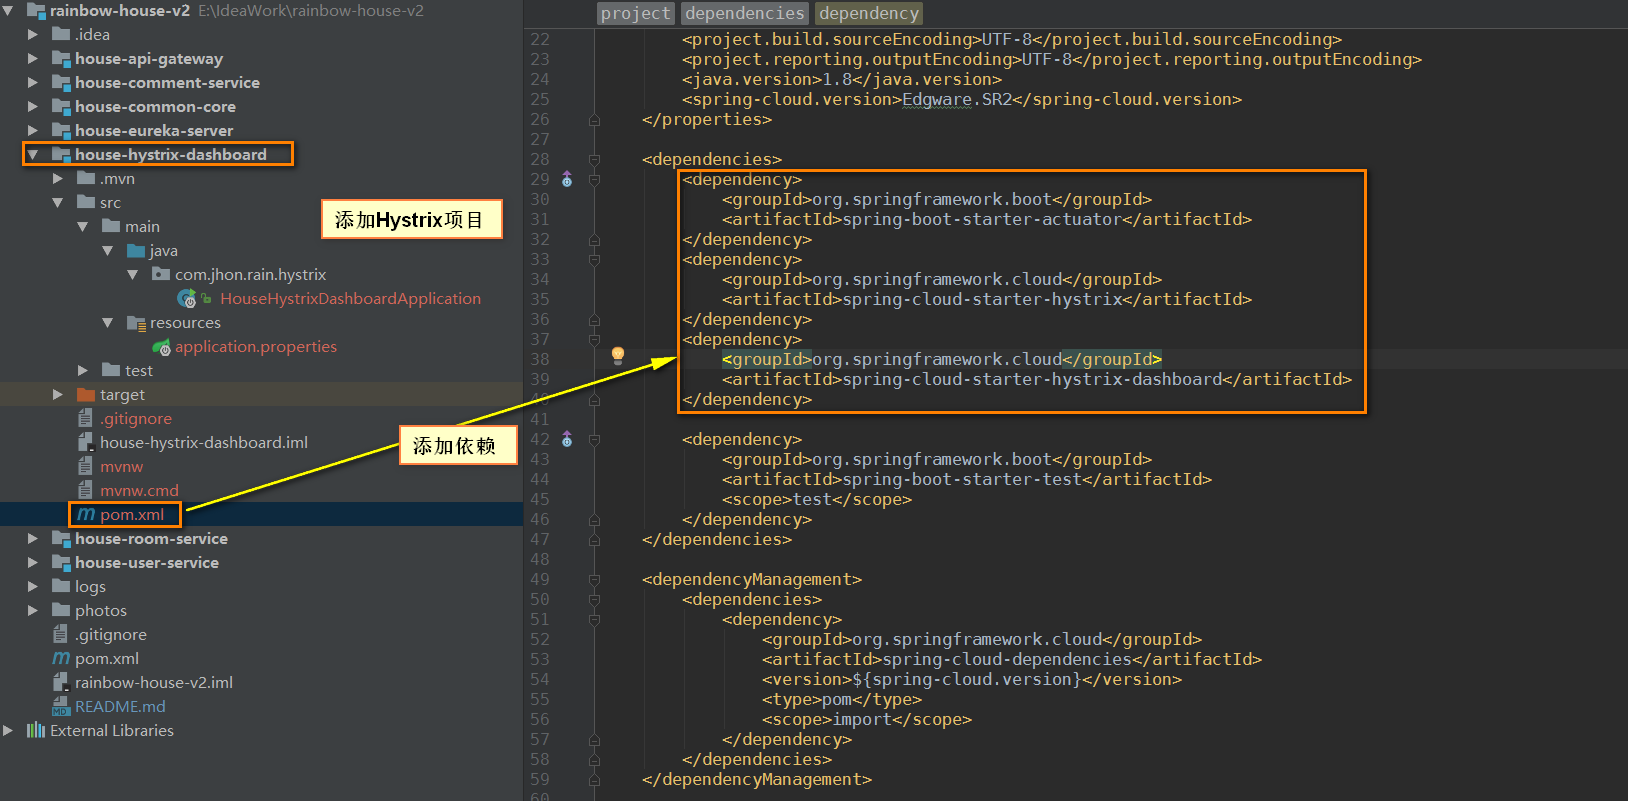 rainbow-house-v2 E:\IdeaWork\rainbow-house-v2
.idea
house-api-gateway
house-comment-service
house-common-core
house-eureka-server
house-hystrix-dashboard
.mvn
src
main
java
com.jhon.rain.hystrix
HouseHystrixDashboardApplication
resources
application.properties
test
target
.gitignore
house-hystrix-dashboard.iml
mvnw
mvnw.cmd
pom.xml
house-room-service
house-user-service
logs
photos
.gitignore
pom.xml
rainbow-house-v2.iml
README.md
External Libraries
添加Hystrix项目
添加依赖
project dependencies dependency
22 <project.build.sourceEncoding>UTF-8</project.build.sourceEncoding>
23 <project.reporting.outputEncoding>UTF-8</project.reporting.outputEncoding>
24 <java.version>1.8</java.version>
25 <spring-cloud.version>Edgware.SR2</spring-cloud.version>
26 </properties>
27
28 <dependencies>
29 <dependency>
30 <groupId>org.springframework.boot</groupId>
31 <artifactId>spring-boot-starter-actuator</artifactId>
32 </dependency>
33 <dependency>
34 <groupId>org.springframework.cloud</groupId>
35 <artifactId>spring-cloud-starter-hystrix</artifactId>
36 </dependency>
37 <dependency>
38 <groupId>org.springframework.cloud</groupId>
39 <artifactId>spring-cloud-starter-hystrix-dashboard</artifactId>
40 </dependency>
41
42 <dependency>
43 <groupId>org.springframework.boot</groupId>
44 <artifactId>spring-boot-starter-test</artifactId>
45 <scope>test</scope>
46 </dependency>
47 </dependencies>
48
49 <dependencyManagement>
50 <dependencies>
51 <dependency>
52 <groupId>org.springframework.cloud</groupId>
53 <artifactId>spring-cloud-dependencies</artifactId>
54 <version>${spring-cloud.version}</version>
55 <type>pom</type>
56 <scope>import</scope>
57 </dependency>
58 </dependencies>
59 </dependencyManagement>
60